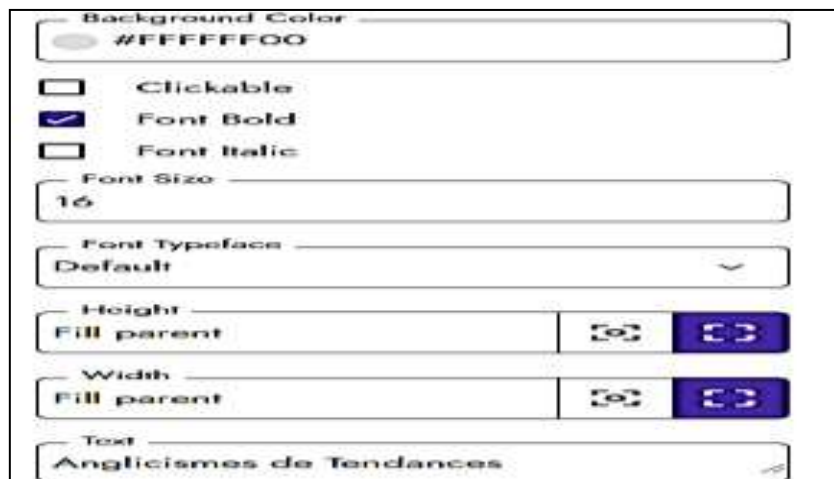 Background Color
#FFFFFF00
Clickable
Font Bold
Font Italic
Font Size
16
Font Typeface
Default
Height
Fill parent
Width
Fill parent
Text
Anglicismes de Tendances